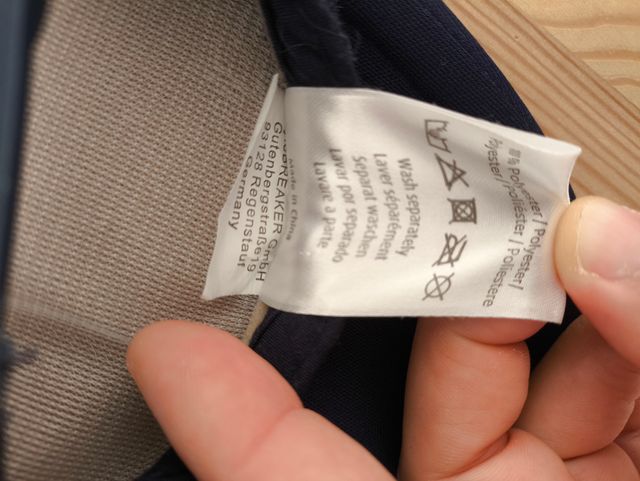 Polyester / Polyester /
Polyester / Poliéster / Poliestere
Wash separately
Laver séparément
Separat waschen
Lavar por separado
Lavare a parte
Made in China
GmbH
Gutenbergstraße 19
93128 Regenstauf
Germany